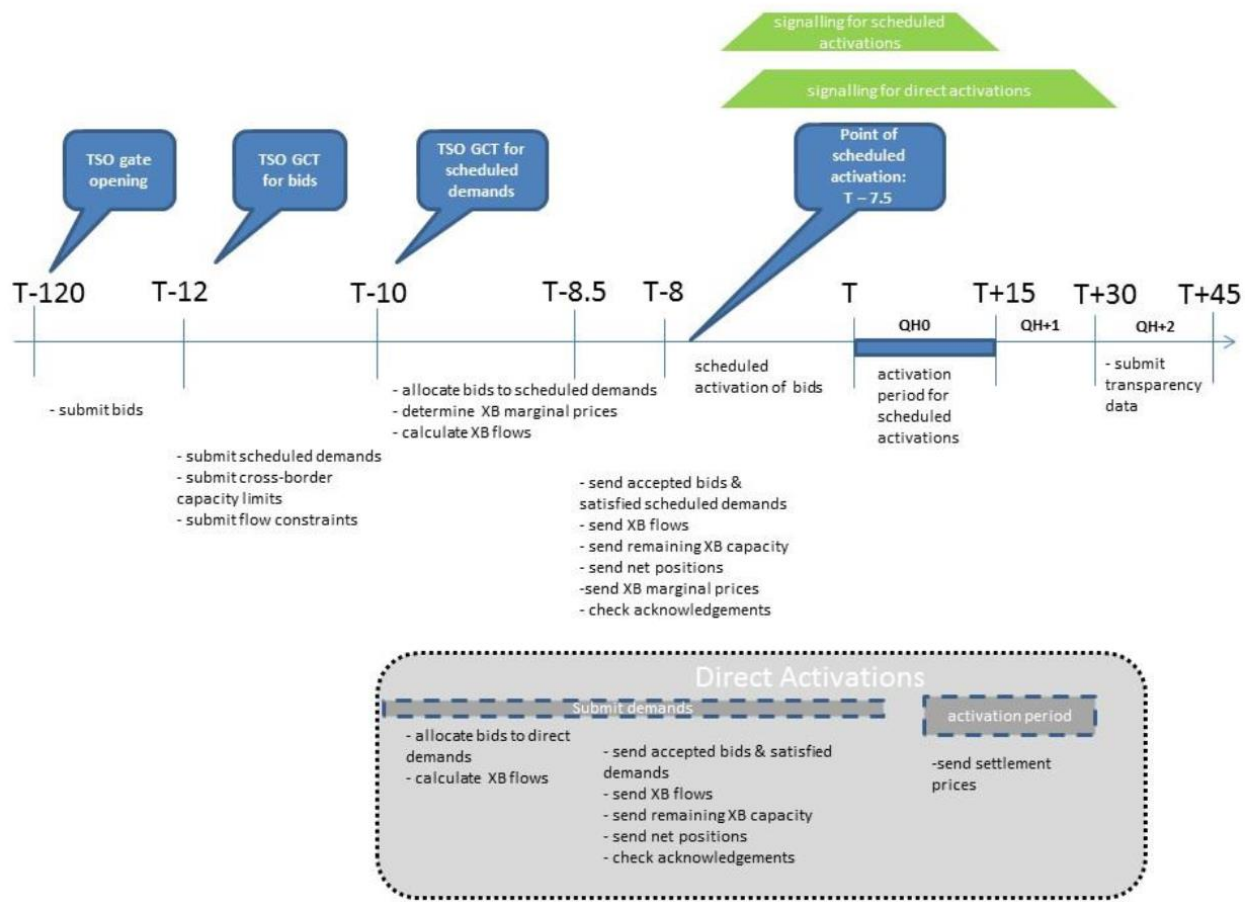 signalling for scheduled
activations
signalling for direct activations
TSO gate
opening
TSO GCT
for bids
TSO GCT for
scheduled
demands
Point of
scheduled
activation:
T – 7.5
T-120
T-12
T-10
T-8.5
T-8
T
T+15
T+30
T+45
QH0
QH+1
QH+2
- submit bids
- submit scheduled demands
- submit cross-border
capacity limits
- submit flow constraints
- allocate bids to scheduled demands
- determine XB marginal prices
- calculate XB flows
- send accepted bids &
satisfied scheduled demands
- send XB flows
- send remaining XB capacity
- send net positions
-send XB marginal prices
- check acknowledgements
scheduled
activation of bids
activation
period for
scheduled
activations
- submit
transparency
data
Direct Activations
Submit demands
activation period
- allocate bids to direct
demands
- calculate XB flows
- send accepted bids & satisfied
demands
- send XB flows
- send remaining XB capacity
- send net positions
- check acknowledgements
-send settlement
prices